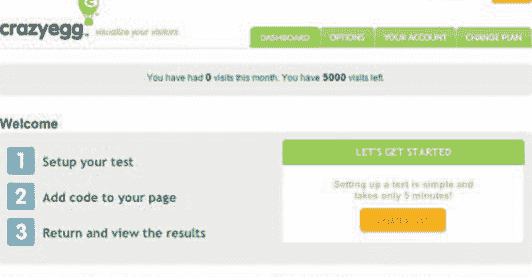 crazyegg™ visualize your visitors
DASHBOARD OPTIONS YOUR ACCOUNT CHANGE PLAN
You have had 0 visits this month. You have 5000 visits left.
Welcome
1 Setup your test
2 Add code to your page
3 Return and view the results
LET'S GET STARTED
Setting up a test is simple and
takes only 5 minutes!